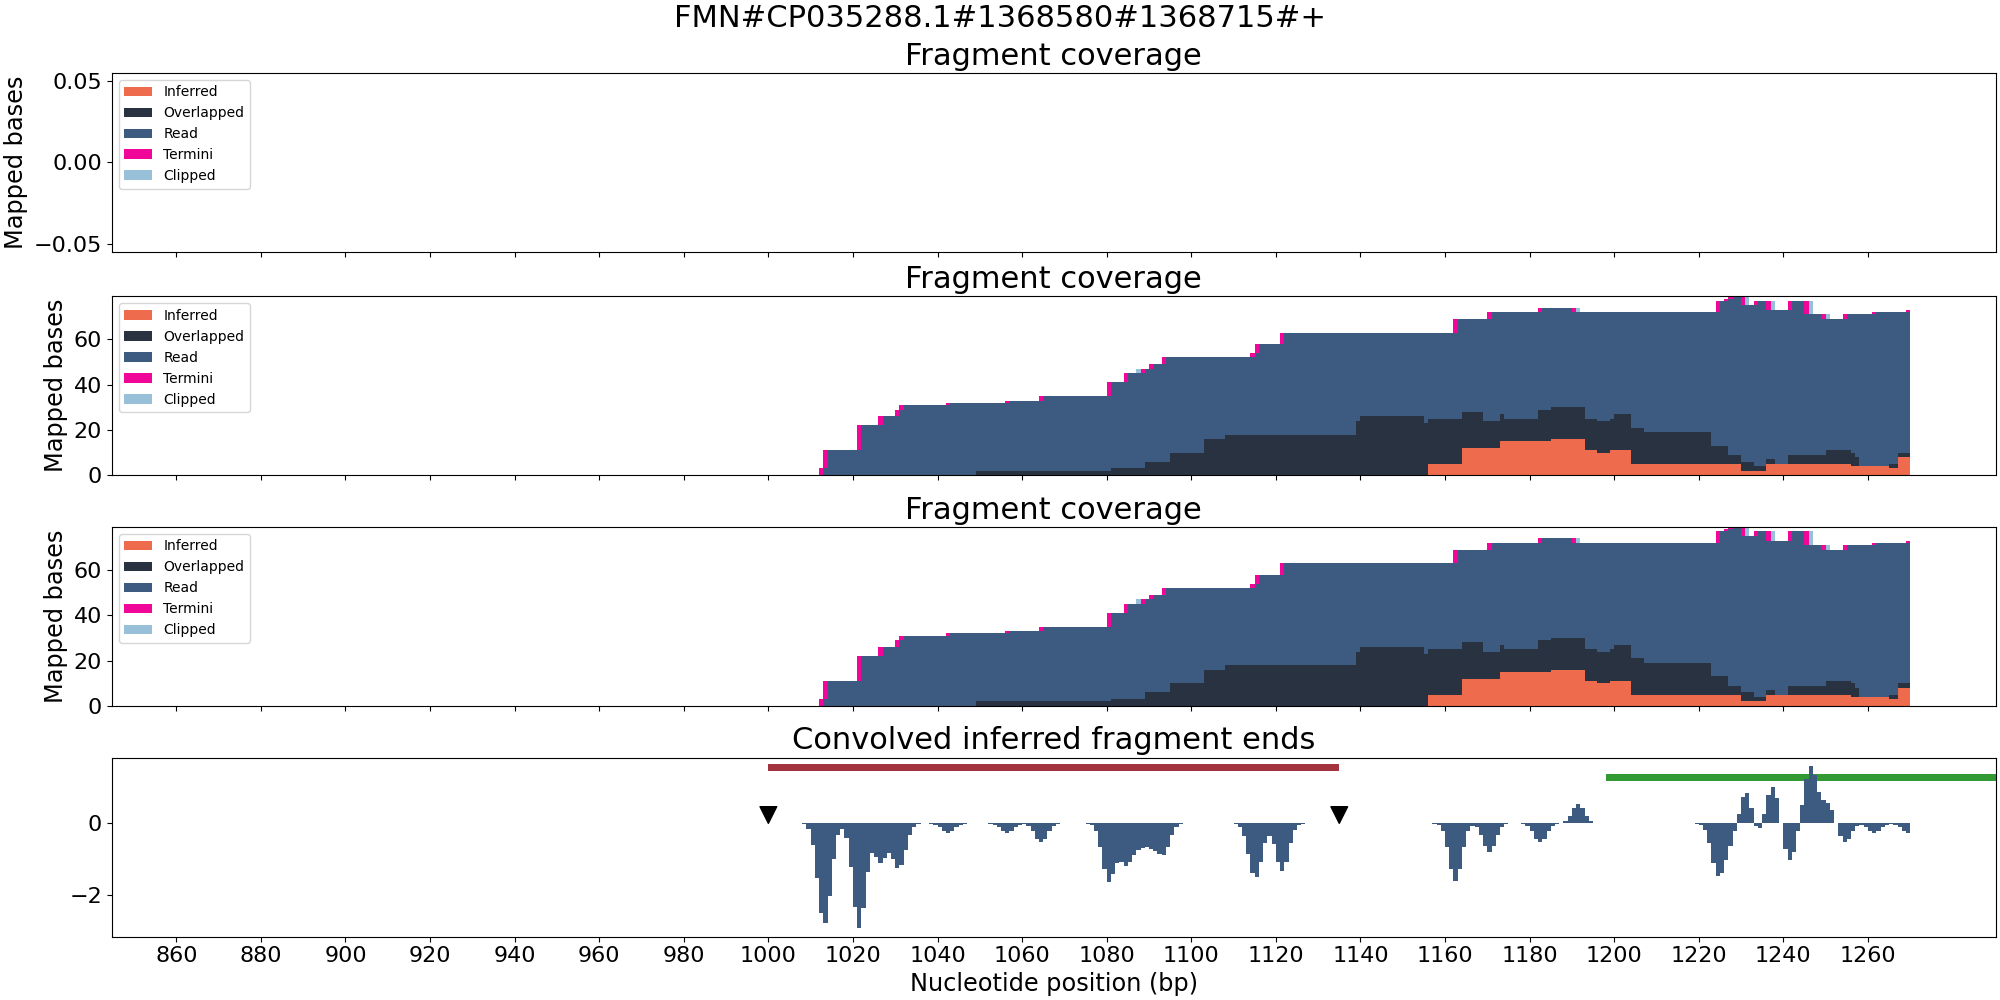 FMN#CP035288.1#1368580#1368715#+
Fragment coverage
Mapped bases
0.05
0.00
−0.05
Inferred
Overlapped
Read
Termini
Clipped
Fragment coverage
Mapped bases
60
40
20
0
Inferred
Overlapped
Read
Termini
Clipped
Fragment coverage
Mapped bases
60
40
20
0
Inferred
Overlapped
Read
Termini
Clipped
Convolved inferred fragment ends
0
−2
860 880 900 920 940 960 980 1000 1020 1040 1060 1080 1100 1120 1140 1160 1180 1200 1220 1240 1260
Nucleotide position (bp)